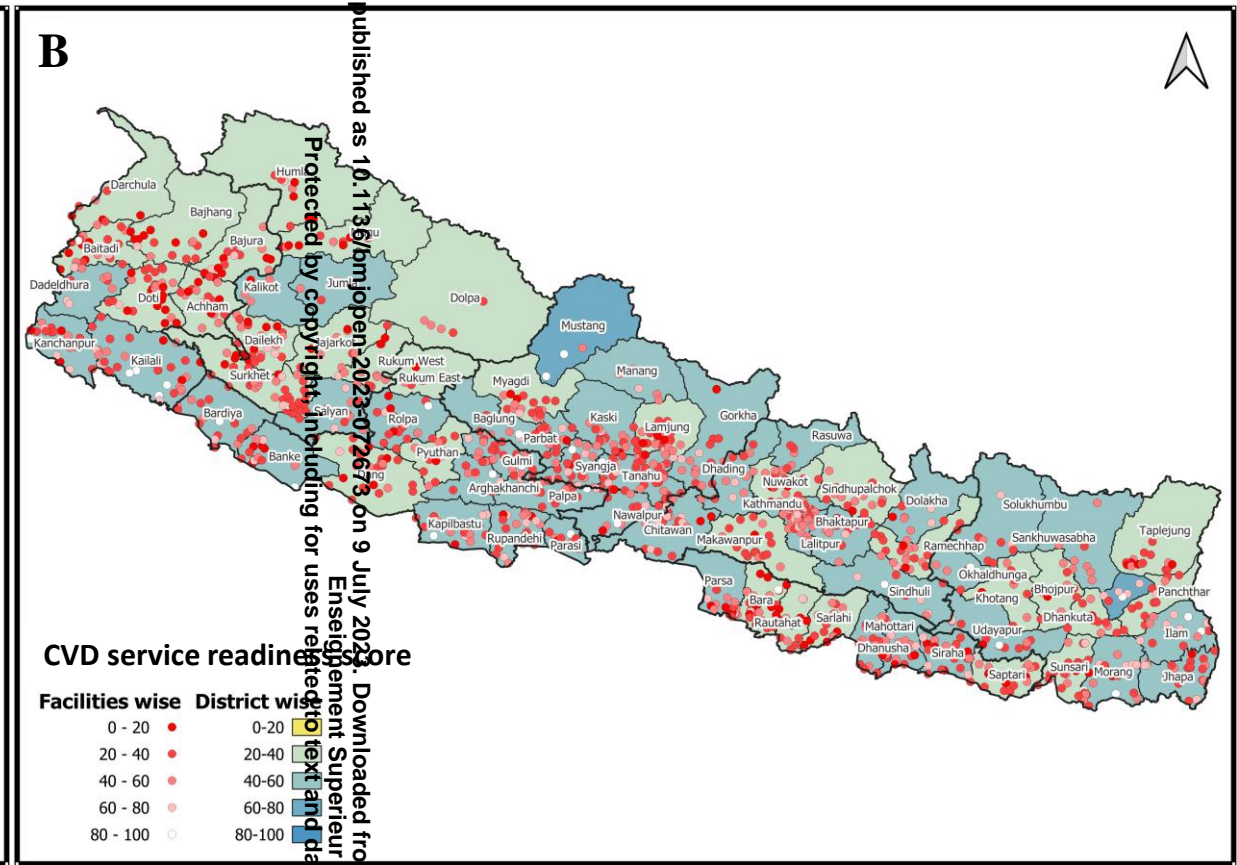 B
published as 10.1136/bmjopen-2023-072673 on 9 July 2023. Downloaded fro
Protected by copyright, including for uses related to text and da
Enseignement Superieur
Darchula
Humla
Bajhang
Baitadi
Bajura
Mugu
Dadeldhura
Doti
Achham
Kalikot
Jumla
Dolpa
Mustang
Kanchanpur
Kailali
Dailekh
Jajarkot
Surkhet
Rukum West
Rukum East
Myagdi
Manang
Bardiya
Salyan
Rolpa
Baglung
Kaski
Lamjung
Gorkha
Banke
Parbat
Rasuwa
Pyuthan
Gulmi
Syangja
Tanahu
Dhading
Dang
Nuwakot
Sindhupalchok
Arghakhanchi
Palpa
Kathmandu
Dolakha
Solukhumbu
Kapilbastu
Nawalpur
Chitawan
Bhaktapur
Sankhuwasabha
Taplejung
Rupandehi
Parasi
Makawanpur
Lalitpur
Ramechhap
Parsa
Okhaldhunga
Bhojpur
Panchthar
Bara
Sindhuli
Khotang
Rautahat
Sarlahi
Mahottari
Udayapur
Dhankuta
Ilam
Dhanusha
Siraha
Saptari
Sunsari
Morang
Jhapa
CVD service readiness score
Facilities wise District wise
0 - 20 0-20
20 - 40 20-40
40 - 60 40-60
60 - 80 60-80
80 - 100 80-100